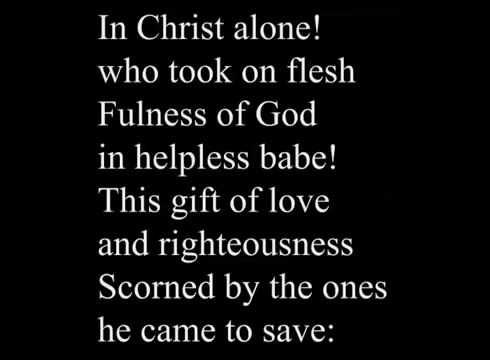 In Christ alone!
who took on flesh
Fulness of God
in helpless babe!
This gift of love
and righteousness
Scorned by the ones
he came to save: